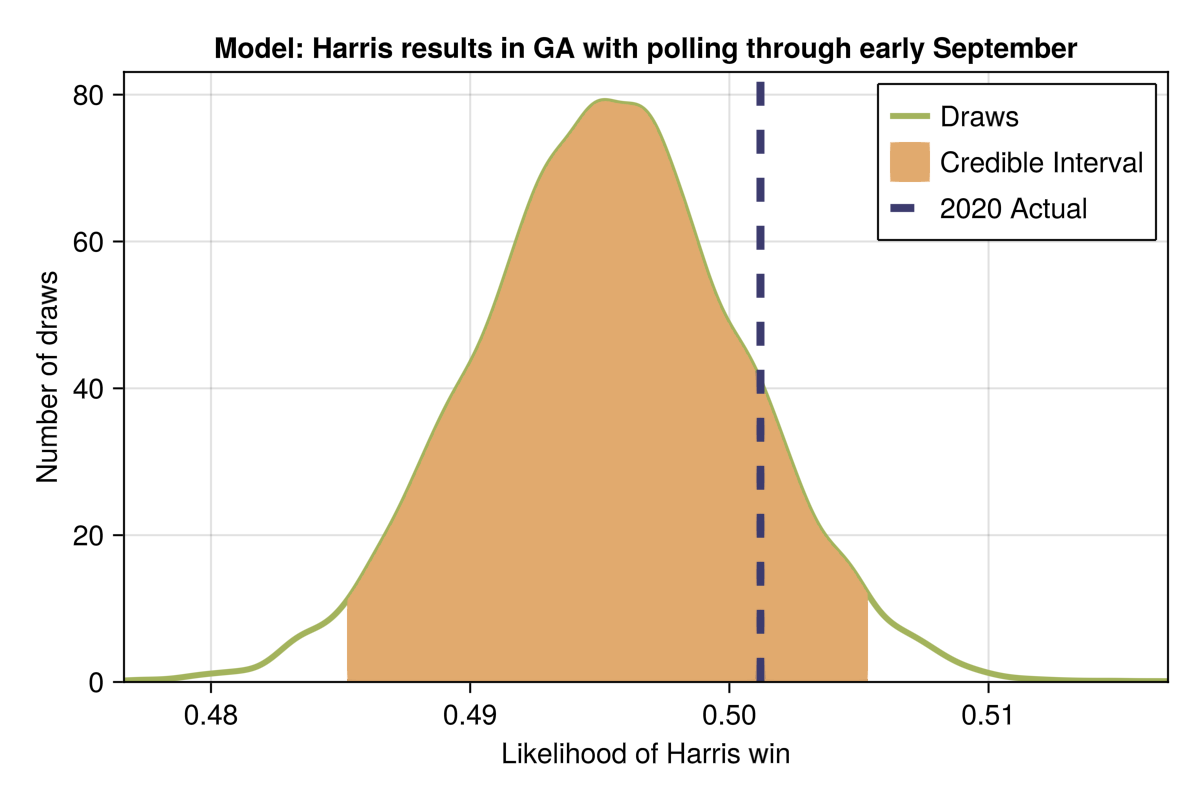 Model: Harris results in GA with polling through early September
80
60
40
20
0
Number of draws
Draws
Credible Interval
2020 Actual
0.48
0.49
0.50
0.51
Likelihood of Harris win